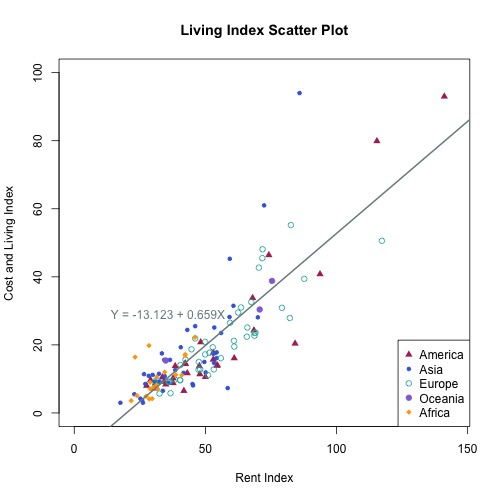 Living Index Scatter Plot
Cost and Living Index
100
80
60
40
20
0
Y = -13.123 + 0.659X
America
Asia
Europe
Oceania
Africa
0 50 100 150
Rent Index